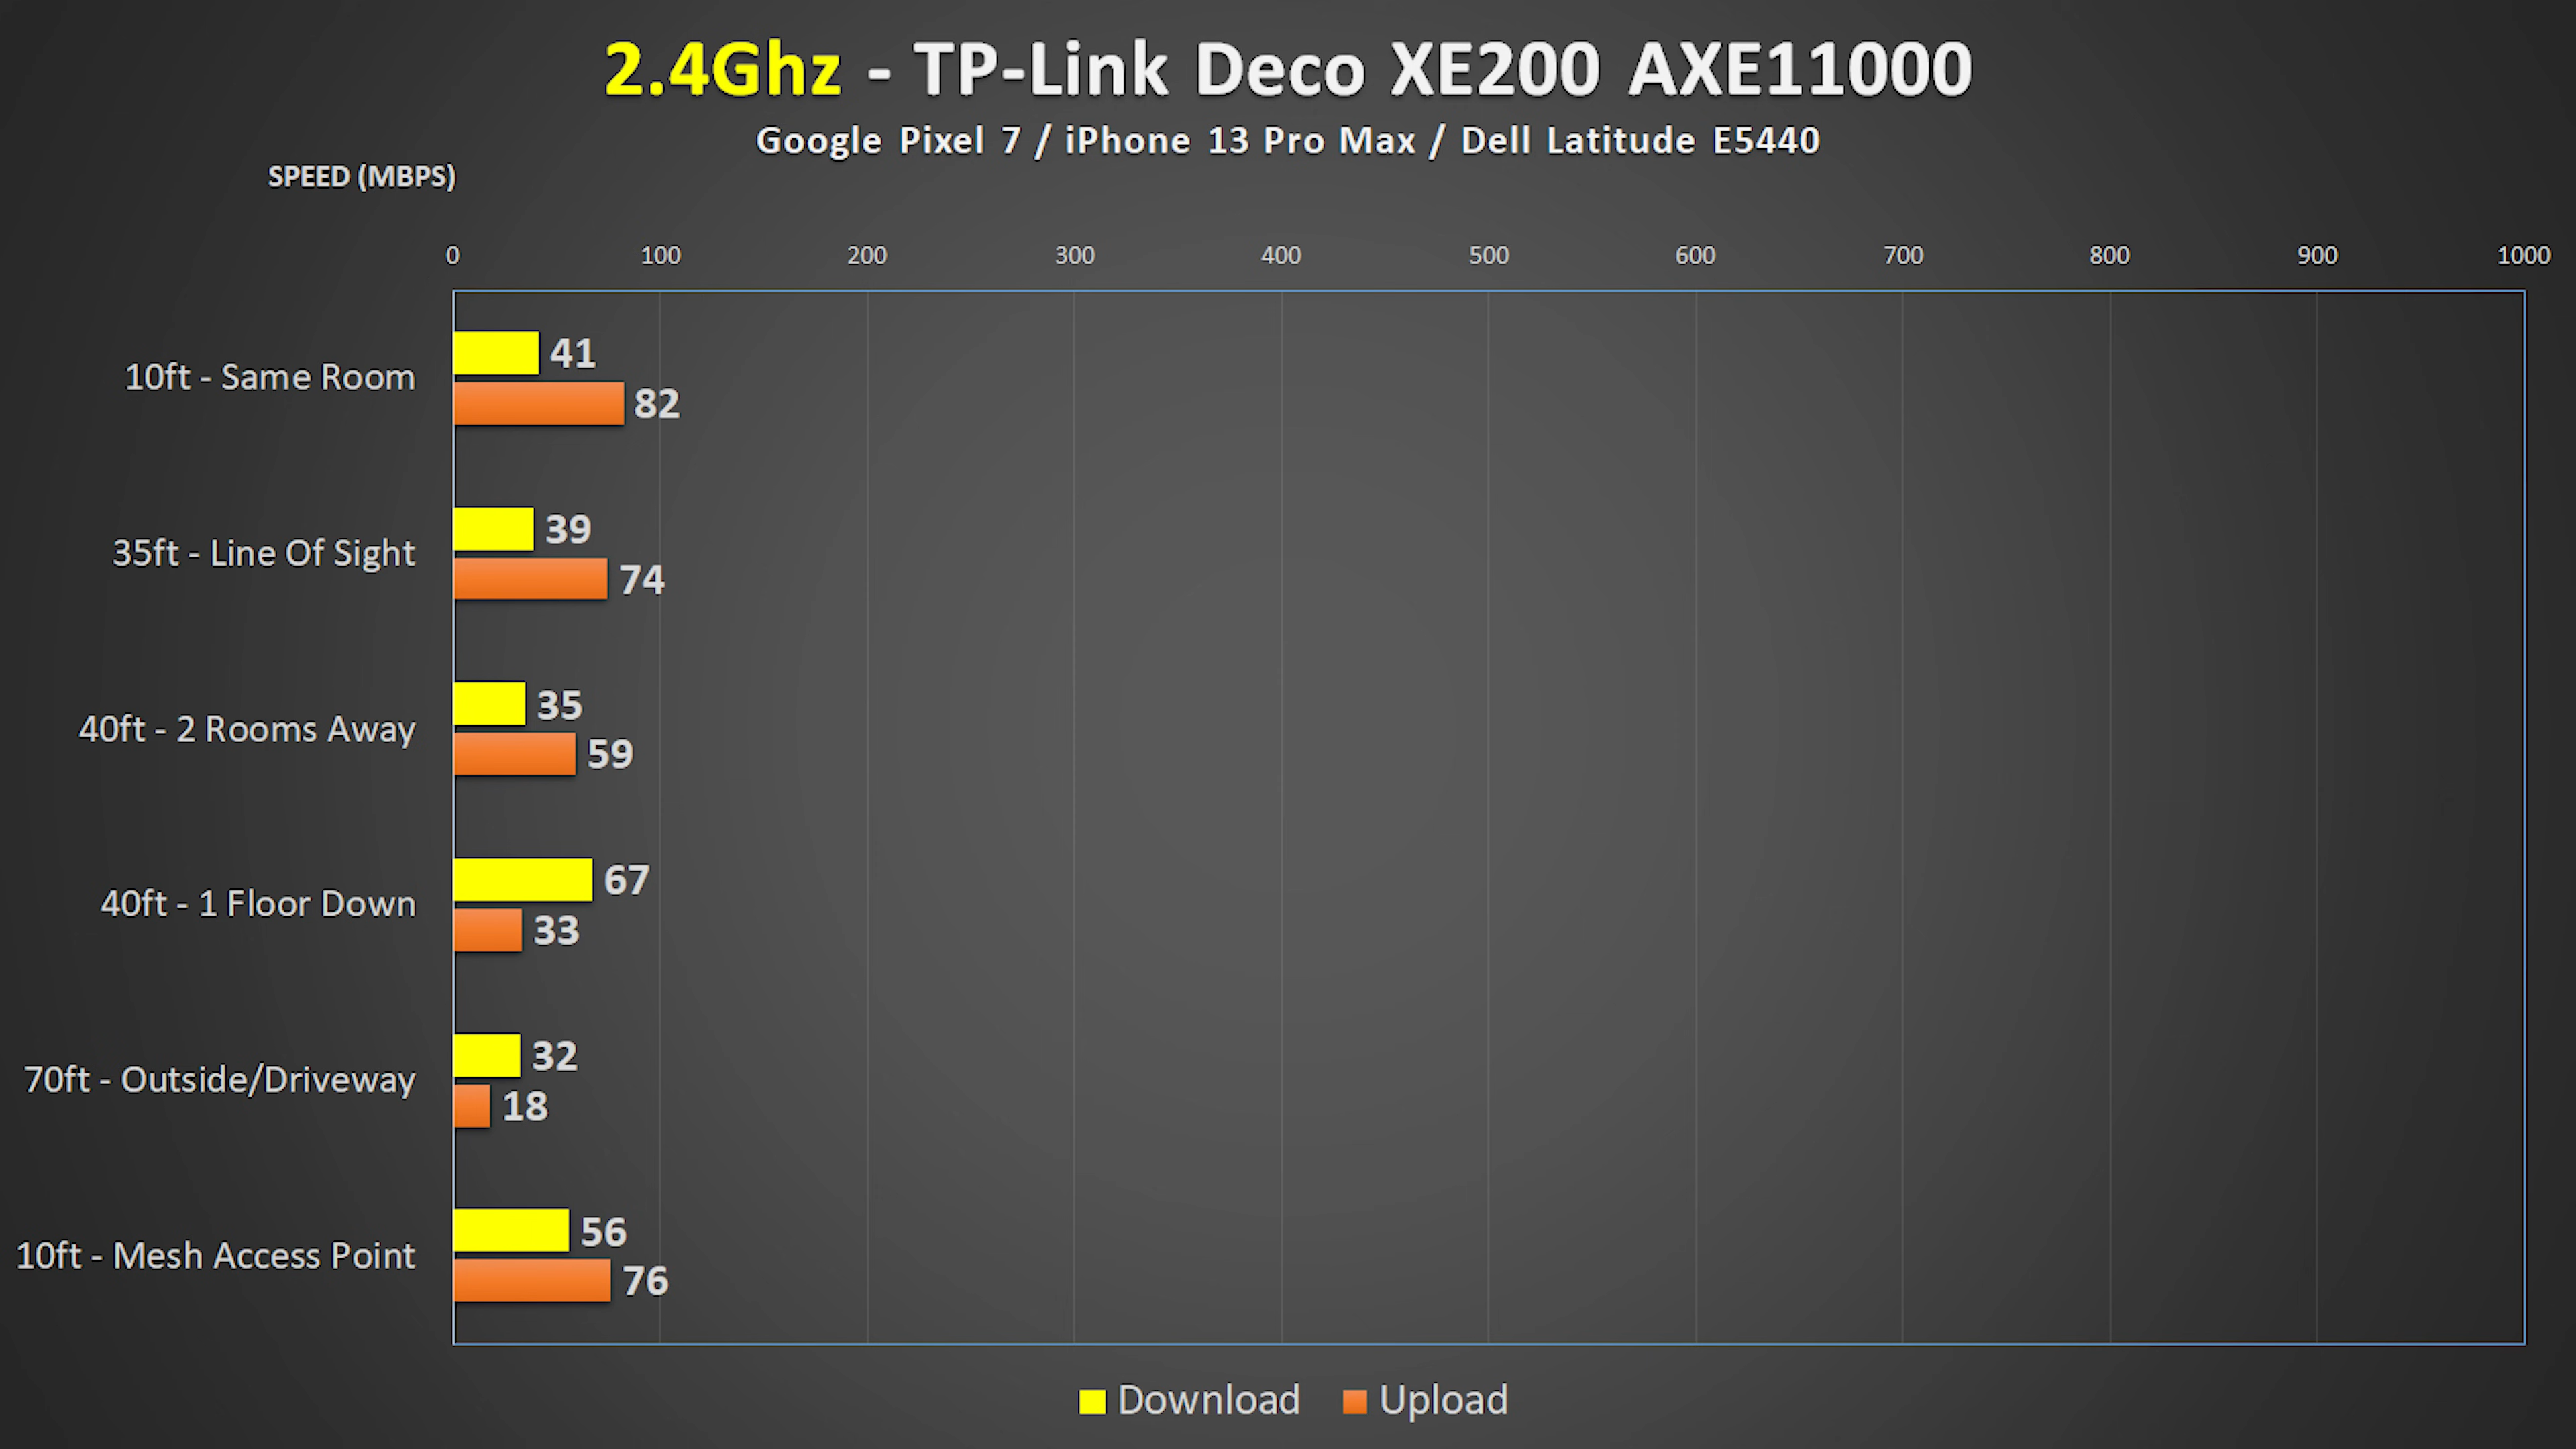 2.4Ghz - TP-Link Deco XE200 AXE11000
Google Pixel 7 / iPhone 13 Pro Max / Dell Latitude E5440
SPEED (MBPS)
0 100 200 300 400 500 600 700 800 900 1000
10ft - Same Room
41
82
35ft - Line Of Sight
39
74
40ft - 2 Rooms Away
35
59
40ft - 1 Floor Down
67
33
70ft - Outside/Driveway
32
18
10ft - Mesh Access Point
56
76
Download Upload